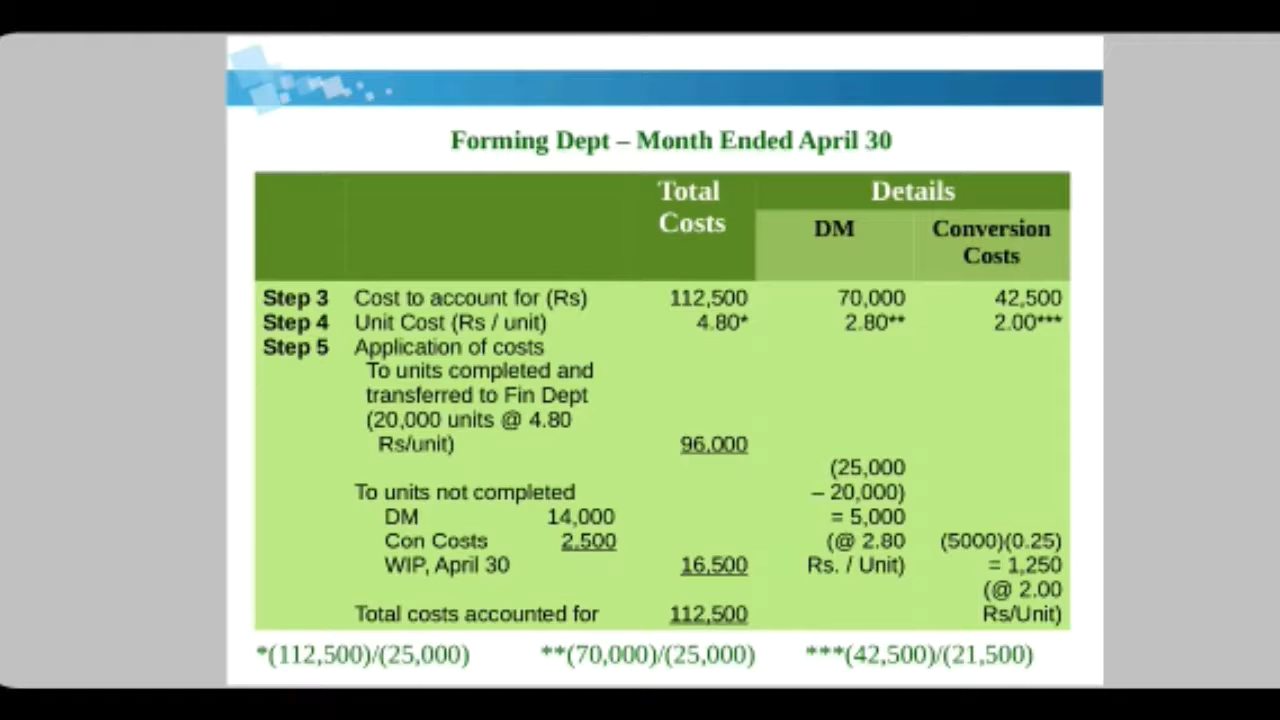 Forming Dept – Month Ended April 30
Total Costs
Details
DM
Conversion Costs
Step 3 Cost to account for (Rs) 112,500 70,000 42,500
Step 4 Unit Cost (Rs / unit) 4.80* 2.80** 2.00***
Step 5 Application of costs
To units completed and
transferred to Fin Dept
(20,000 units @ 4.80
Rs/unit) 96,000
(25,000
To units not completed – 20,000)
DM 14,000 = 5,000
Con Costs 2,500 (@ 2.80 (5000)(0.25)
WIP, April 30 16,500 Rs. / Unit) = 1,250
(@ 2.00
Total costs accounted for 112,500 Rs/Unit)
*(112,500)/(25,000) **(70,000)/(25,000) ***(42,500)/(21,500)